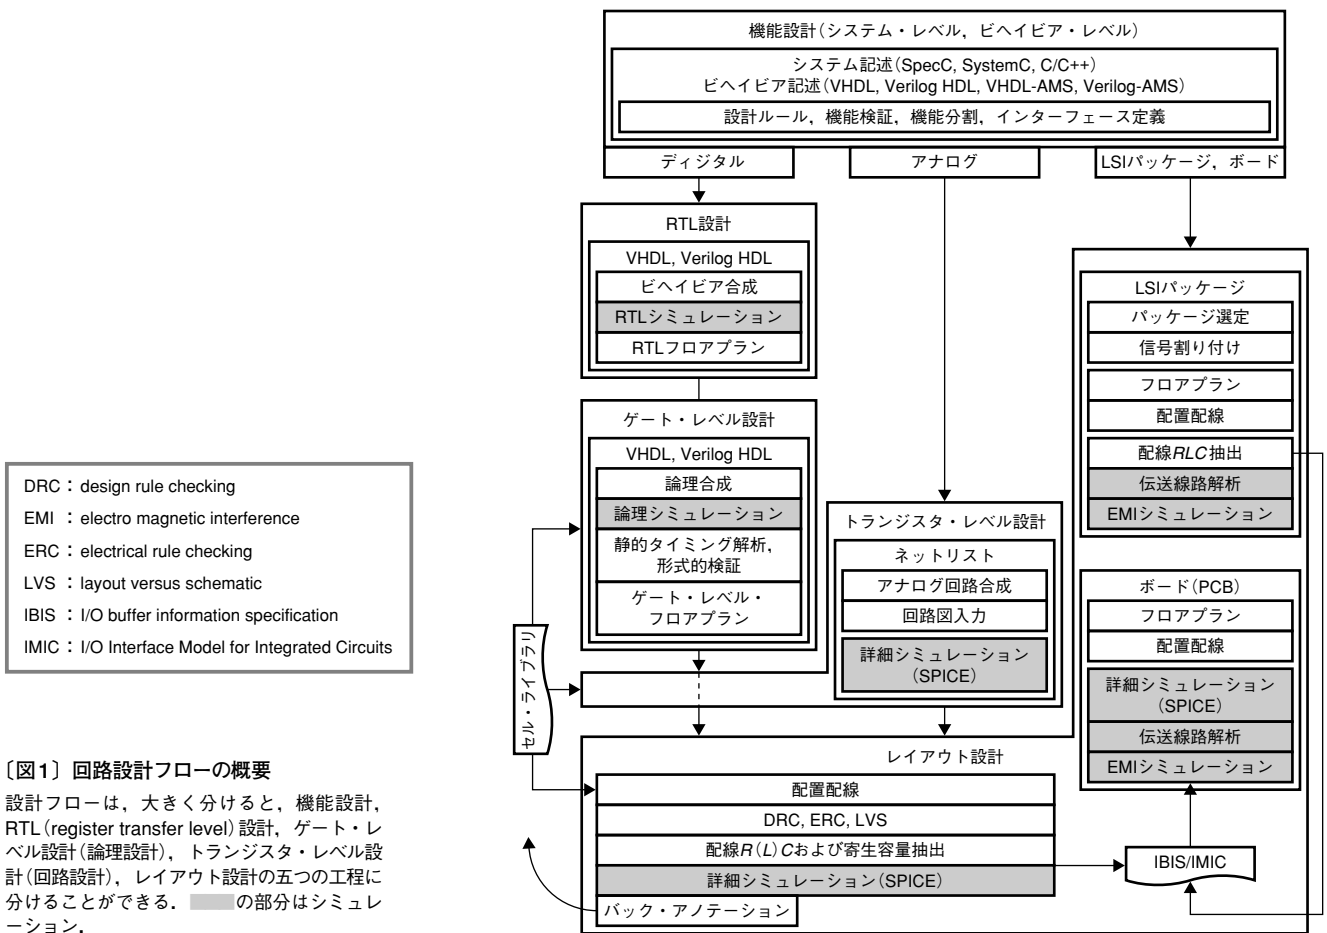 機能設計(システム・レベル，ビヘイビア・レベル)
システム記述(SpecC, SystemC, C/C++)
ビヘイビア記述(VHDL, Verilog HDL, VHDL-AMS, Verilog-AMS)
設計ルール，機能検証，機能分割，インターフェース定義
ディジタル
アナログ
LSIパッケージ，ボード
RTL設計
VHDL, Verilog HDL
ビヘイビア合成
RTLシミュレーション
RTLフロアプラン
ゲート・レベル設計
VHDL, Verilog HDL
論理合成
論理シミュレーション
静的タイミング解析，
形式的検証
ゲート・レベル・
フロアプラン
セル・ライブラリ
トランジスタ・レベル設計
ネットリスト
アナログ回路合成
回路図入力
詳細シミュレーション
(SPICE)
LSIパッケージ
パッケージ選定
信号割り付け
フロアプラン
配置配線
配線RLC抽出
伝送線路解析
EMIシミュレーション
ボード(PCB)
フロアプラン
配置配線
詳細シミュレーション
(SPICE)
伝送線路解析
EMIシミュレーション
レイアウト設計
配置配線
DRC, ERC, LVS
配線R(L)Cおよび寄生容量抽出
詳細シミュレーション(SPICE)
バック・アノテーション
IBIS/IMIC
DRC：design rule checking
EMI：electro magnetic interference
ERC：electrical rule checking
LVS：layout versus schematic
IBIS：I/O buffer information specification
IMIC：I/O Interface Model for Integrated Circuits
〔図1〕回路設計フローの概要
設計フローは，大きく分けると，機能設計，
RTL(register transfer level)設計，ゲート・レ
ベル設計(論理設計)，トランジスタ・レベル設
計(回路設計)，レイアウト設計の五つの工程に
分けることができる．の部分はシミュレ
ーション．